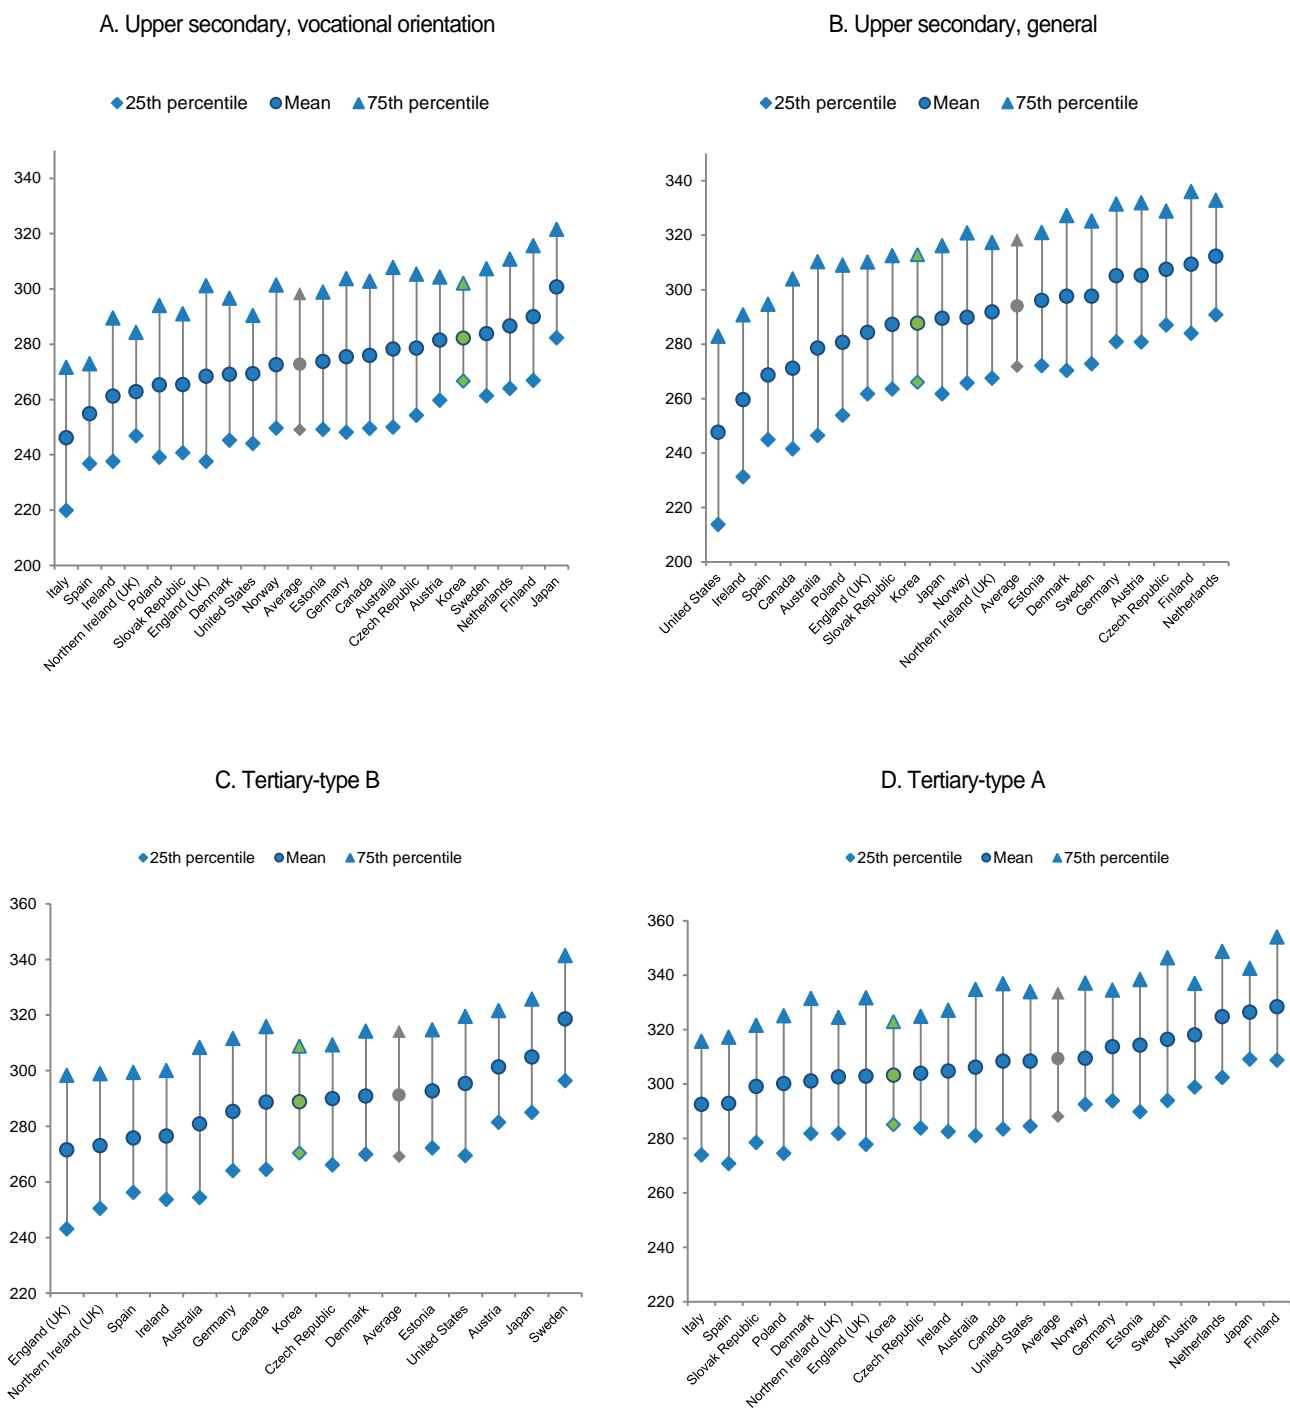 A. Upper secondary, vocational orientation
25th percentile Mean 75th percentile
340
320
300
280
260
240
220
200
Italy
Spain
Ireland
Northern Ireland (UK)
Poland
Slovak Republic
England (UK)
Denmark
United States
Norway
Average
Estonia
Germany
Canada
Australia
Czech Republic
Austria
Korea
Sweden
Netherlands
Finland
Japan
B. Upper secondary, general
25th percentile Mean 75th percentile
340
320
300
280
260
240
220
200
United States
Ireland
Spain
Canada
Australia
Poland
England (UK)
Slovak Republic
Korea
Japan
Norway
Northern Ireland (UK)
Average
Estonia
Denmark
Sweden
Germany
Austria
Czech Republic
Finland
Netherlands
C. Tertiary-type B
25th percentile Mean 75th percentile
360
340
320
300
280
260
240
220
England (UK)
Northern Ireland (UK)
Spain
Ireland
Australia
Germany
Canada
Korea
Czech Republic
Denmark
Average
Estonia
United States
Austria
Japan
Sweden
D. Tertiary-type A
25th percentile Mean 75th percentile
360
340
320
300
280
260
240
220
Italy
Spain
Slovak Republic
Poland
Denmark
Northern Ireland (UK)
England (UK)
Korea
Czech Republic
Ireland
Australia
Canada
United States
Average
Norway
Germany
Estonia
Sweden
Austria
Netherlands
Japan
Finland